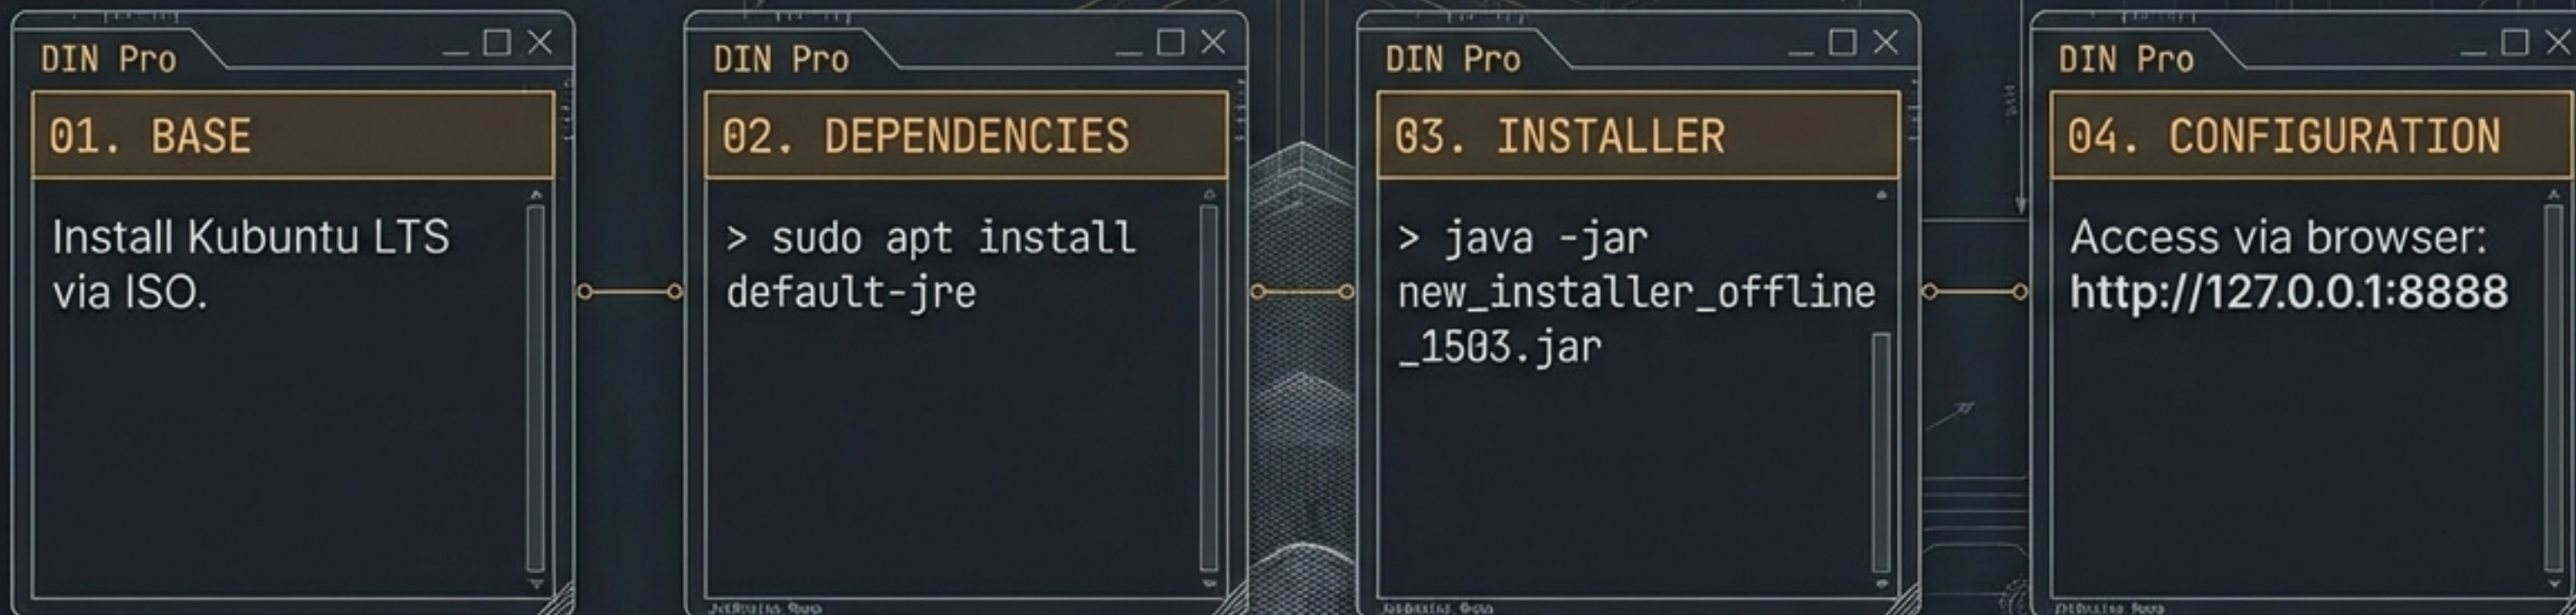 DIN Pro
01. BASE
Install Kubuntu LTS
via ISO.
DIN Pro
02. DEPENDENCIES
> sudo apt install
default-jre
DIN Pro
03. INSTALLER
> java -jar
new_installer_offline
_1503.jar
DIN Pro
04. CONFIGURATION
Access via browser:
http://127.0.0.1:8888